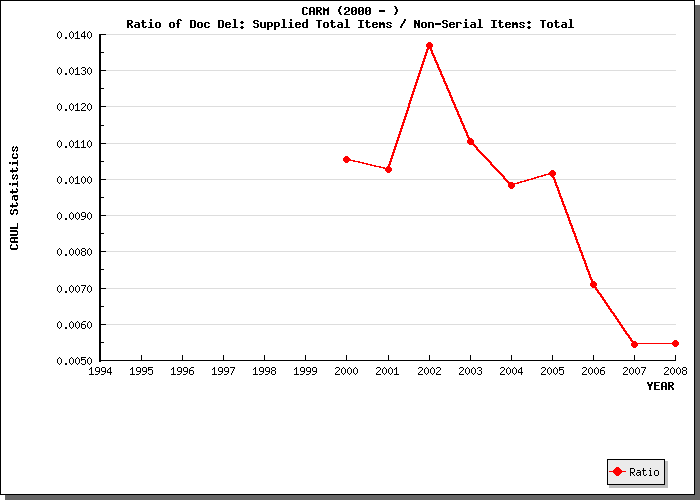 CARM (2000 - )
Ratio of Doc Del: Supplied Total Items / Non-Serial Items: Total
CAUL Statistics
0.0140
0.0130
0.0120
0.0110
0.0100
0.0090
0.0080
0.0070
0.0060
0.0050
1994 1995 1996 1997 1998 1999 2000 2001 2002 2003 2004 2005 2006 2007 2008
YEAR
Ratio